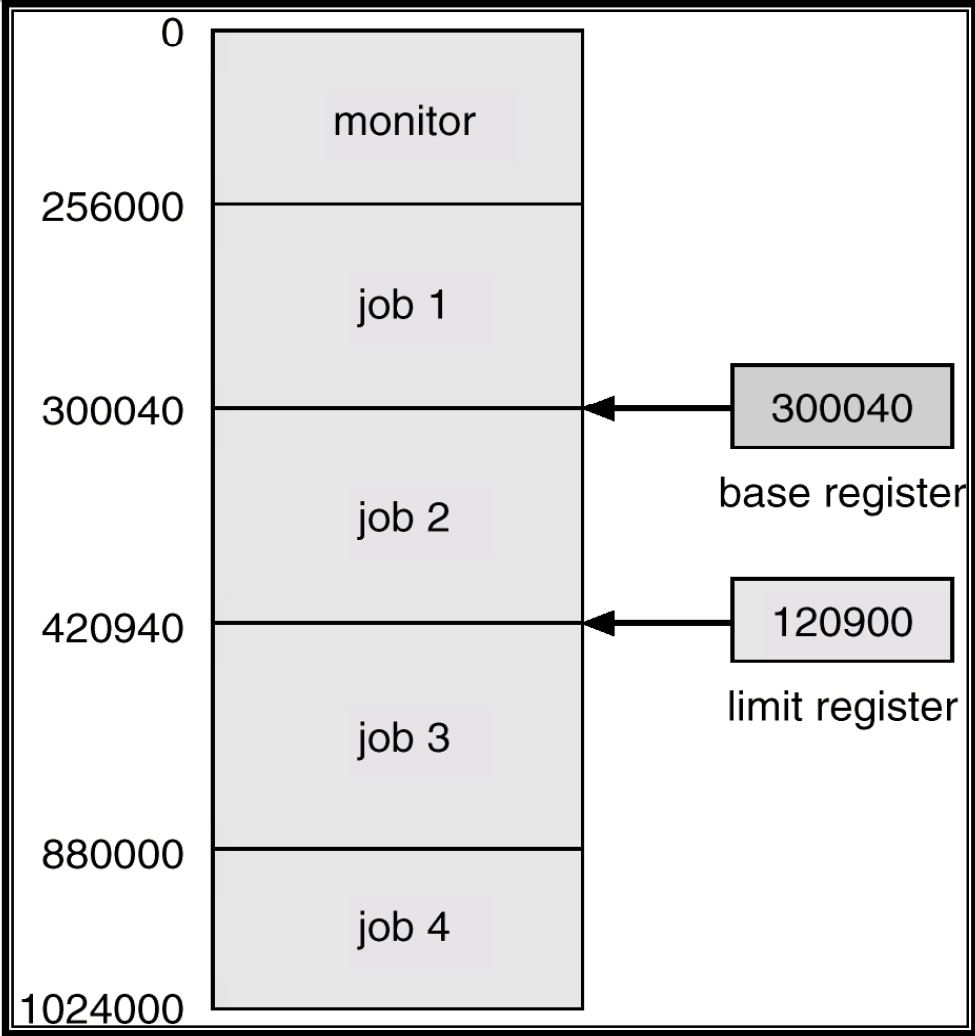 0
monitor
256000
job 1
300040
300040
base register
job 2
420940
120900
limit register
job 3
880000
job 4
1024000